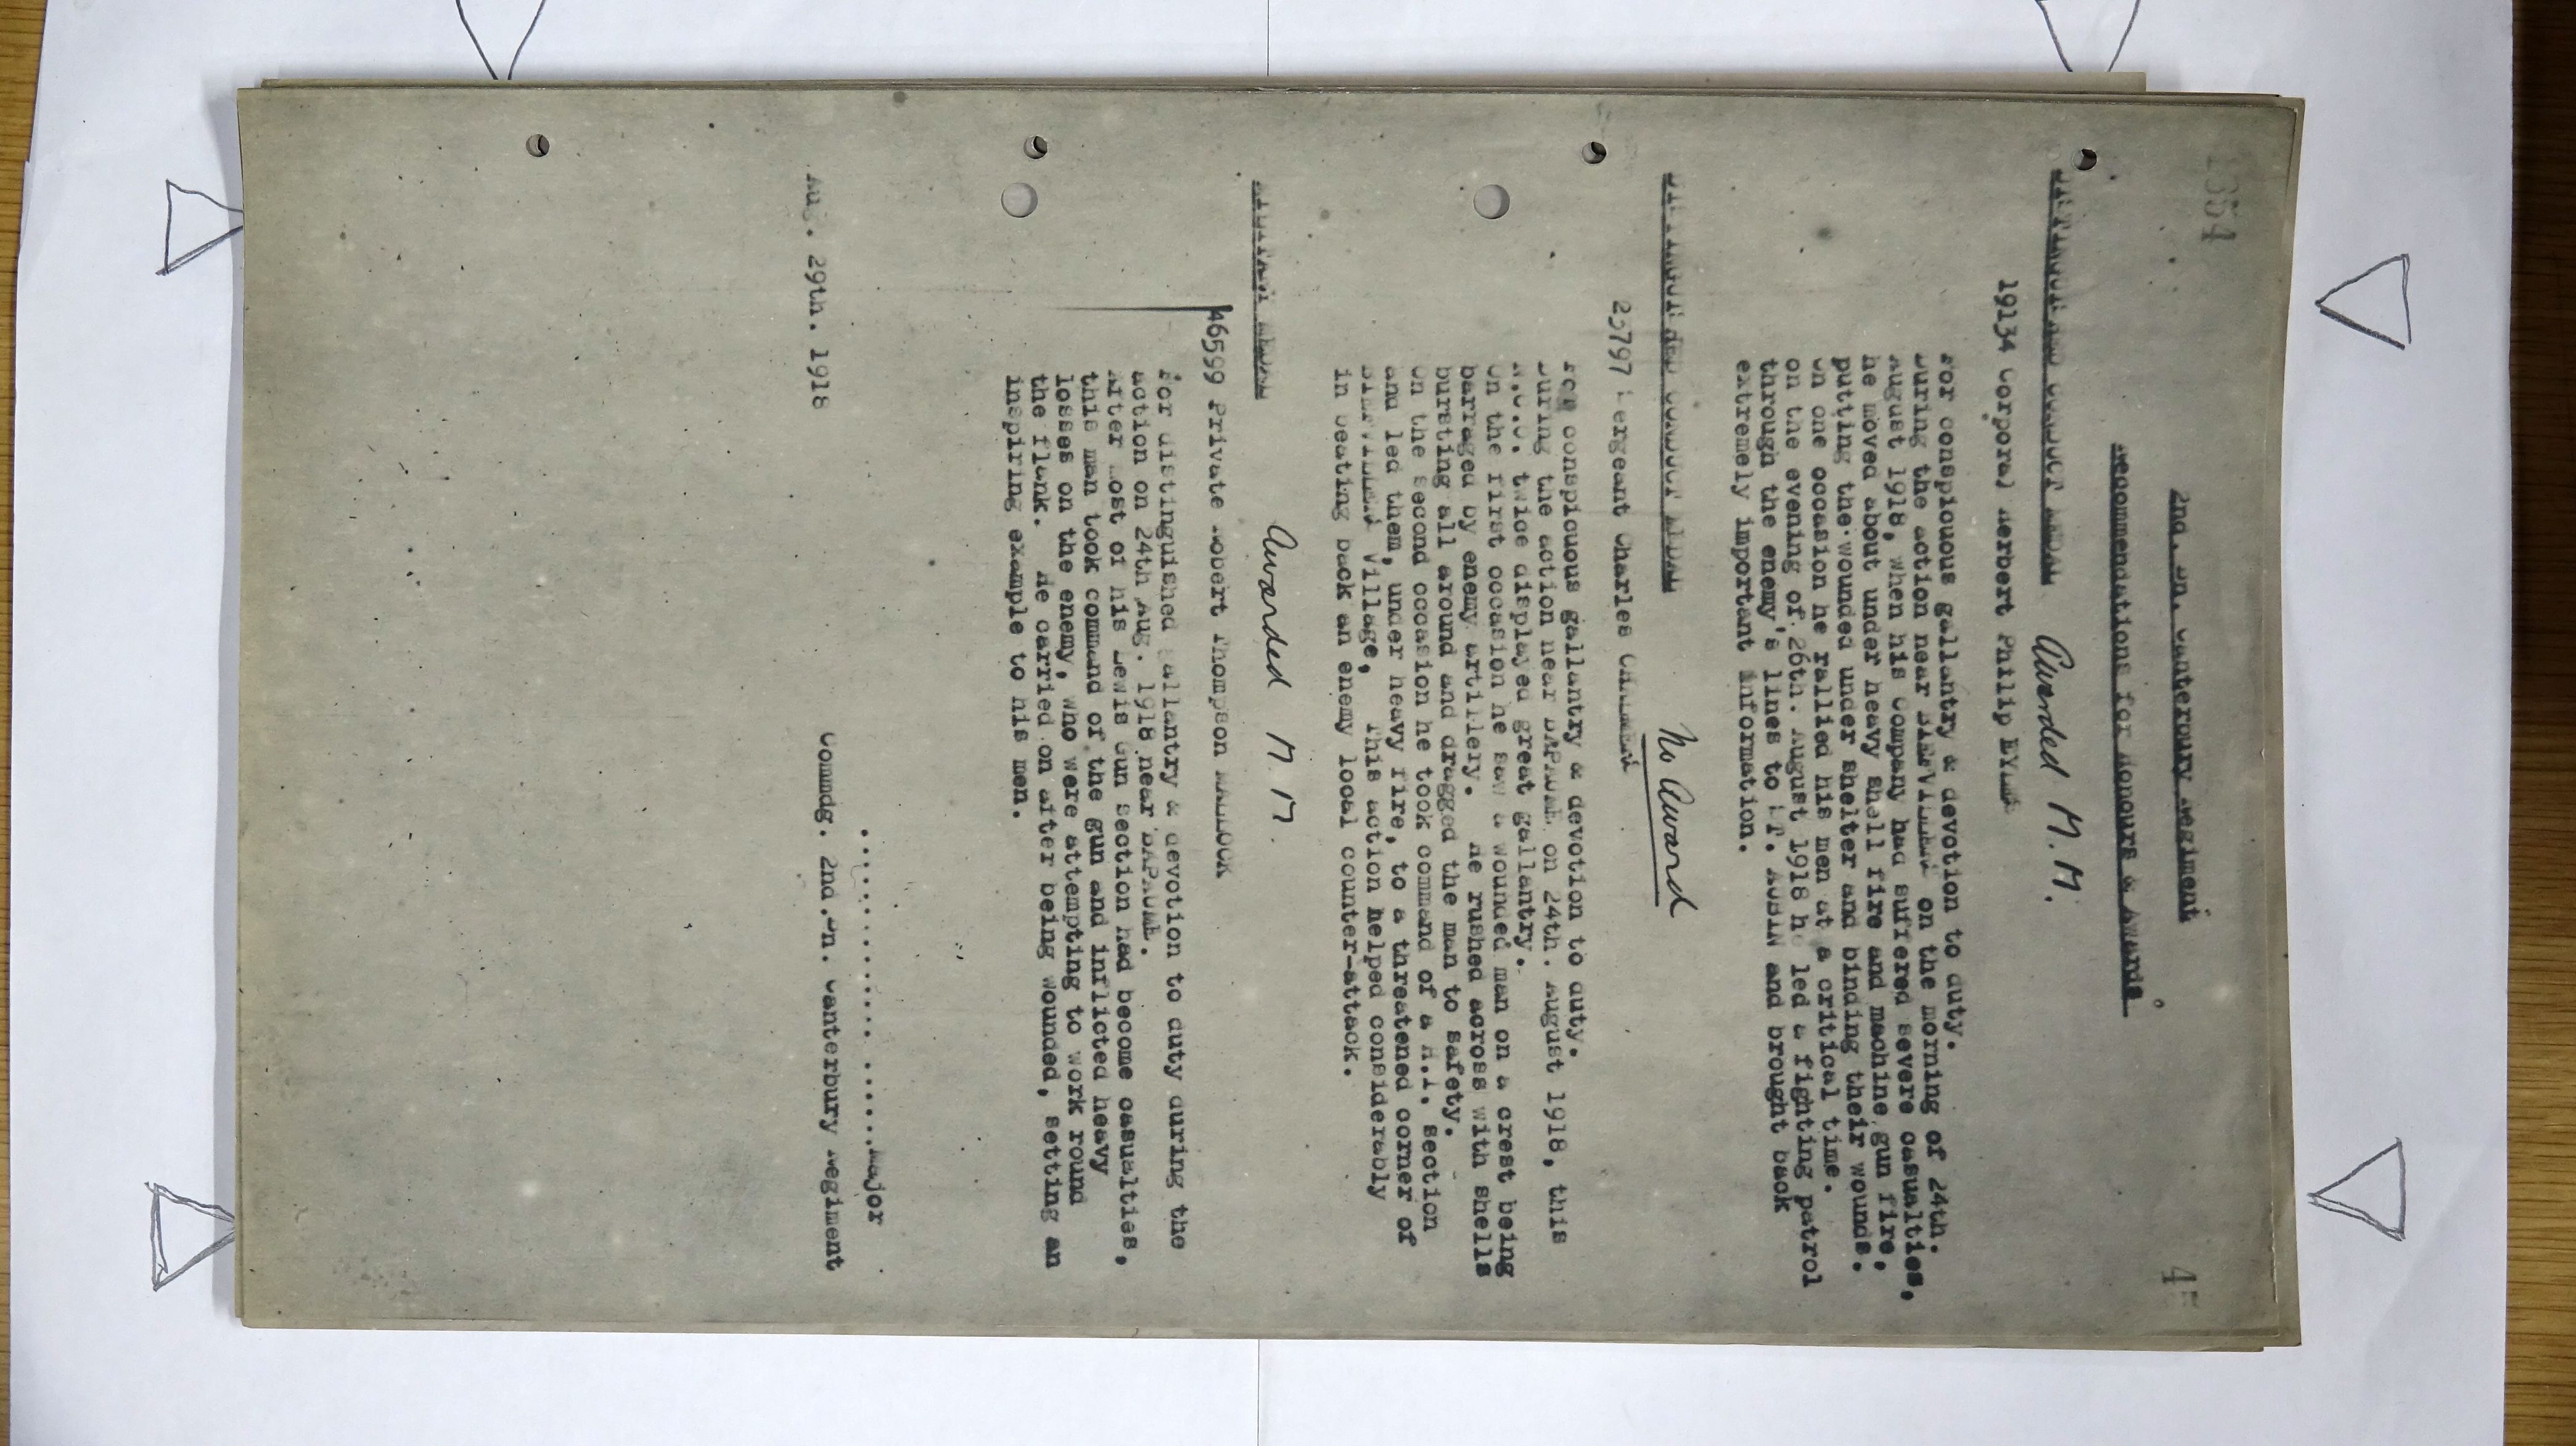 1354
45
2nd. Bn. Canterbury Regiment
Recommendations for Honours & Awards.
DISTINGUISHED CONDUCT MEDAL Awarded M.M.
19134 Corporal Herbert Philip
For conspicuous gallantry & devotion to duty.
During the action near BIEFVILLERS on the morning of 24th.
August 1918, when his Company had suffered severe casualties,
he moved about under heavy shell fire and machine gun fire,
putting the wounded under shelter and binding their wounds.
On one occasion he rallied his men at a critical time.
on the evening of 26th. August 1918 he led a fighting patrol
through the enemy's lines to and brought back
extremely important information.
DISTINGUISHED CONDUCT MEDAL No Award
Sergeant Charles
For conspicuous gallantry & devotion to duty.
During the action near BAPAUME on 24th. August 1918, this
N.C.O. twice displayed great gallantry.
On the first occasion he saw a wounded man on a crest being
barraged by enemy artillery. He rushed across with shells
bursting all around and dragged the man to safety.
On the second occasion he took command of a section
and led them, under heavy fire, to a threatened corner of
BIEFVILLERS Village, This action helped considerably
in beating back an enemy local counter-attack.
MILITARY MEDAL Awarded M.M.
46599 Private Robert Thompson HALLOCK
For distinguished gallantry & devotion to duty during the
action on 24th Aug. 1918 near BAPAUME.
After most of his Lewis Gun Section had become casualties,
this man took command of the gun and inflicted heavy
losses on the enemy, who were attempting to work round
the flank. He carried on after being wounded, setting an
inspiring example to his men.
.....................Major
Aug. 29th. 1918 Commdg. 2nd.Bn. Canterbury Regiment